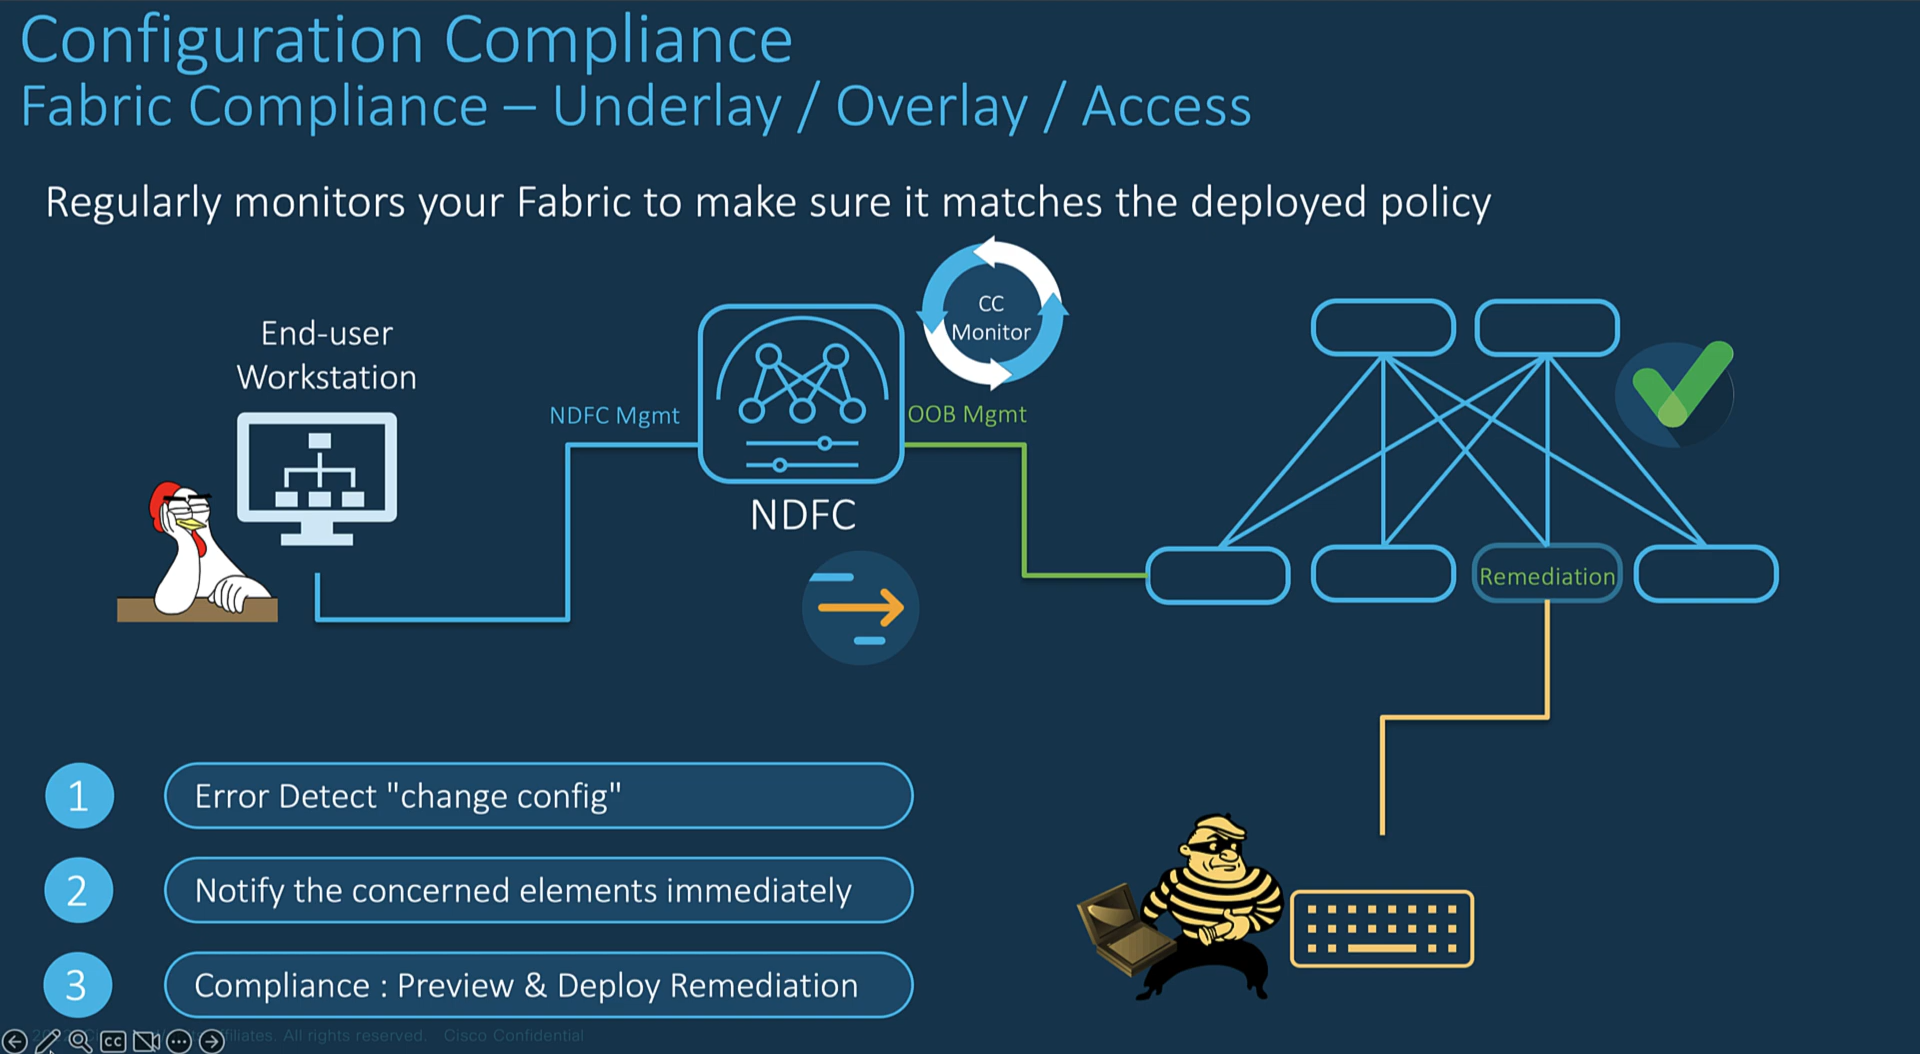 Configuration Compliance
Fabric Compliance – Underlay / Overlay / Access
Regularly monitors your Fabric to make sure it matches the deployed policy
End-user
Workstation
NDFC Mgmt
CC
Monitor
OOB Mgmt
NDFC
Remediation
1 Error Detect "change config"
2 Notify the concerned elements immediately
3 Compliance : Preview & Deploy Remediation
CC
filiates. All rights reserved. Cisco Confidential